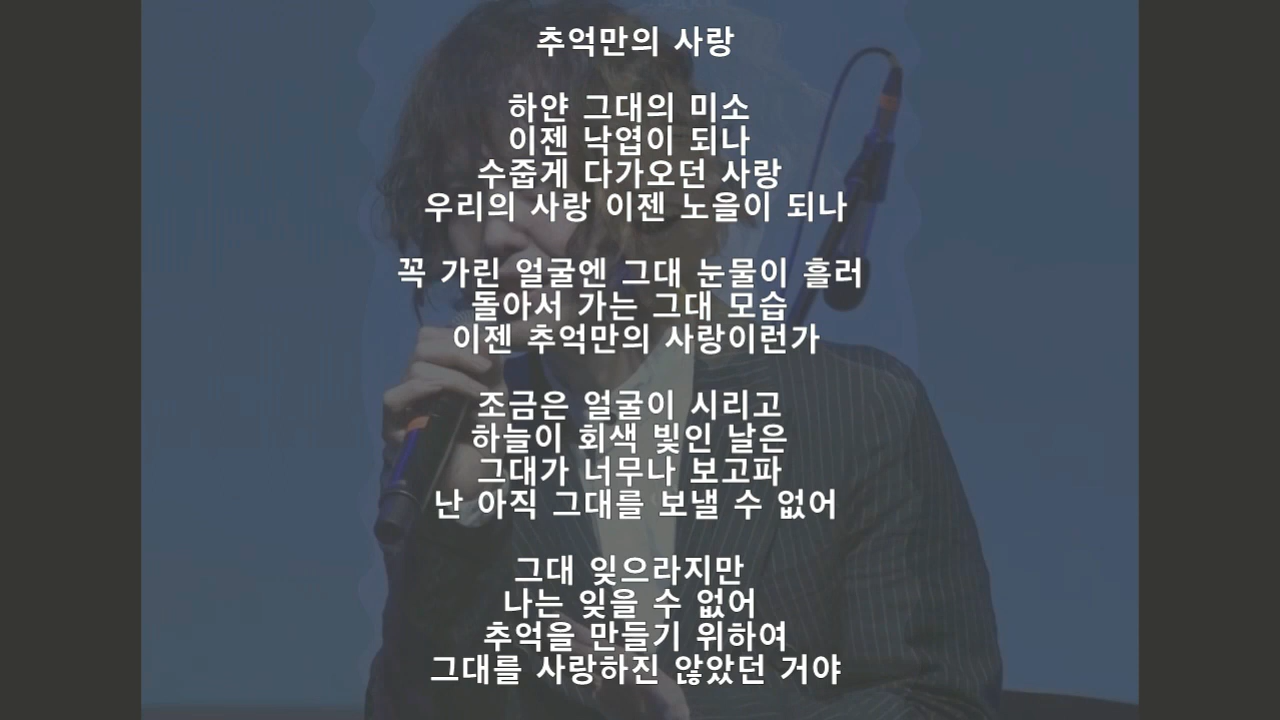 추억만의 사랑
하얀 그대의 미소
이젠 낙엽이 되나
수줍게 다가오던 사랑
우리의 사랑 이젠 노을이 되나
꼭 가린 얼굴엔 그대 눈물이 흘러
돌아서 가는 그대 모습
이젠 추억만의 사랑이런가
조금은 얼굴이 시리고
하늘이 회색 빛인 날은
그대가 너무나 보고파
난 아직 그대를 보낼 수 없어
그대 잊으라지만
나는 잊을 수 없어
추억을 만들기 위하여
그대를 사랑하진 않았던 거야